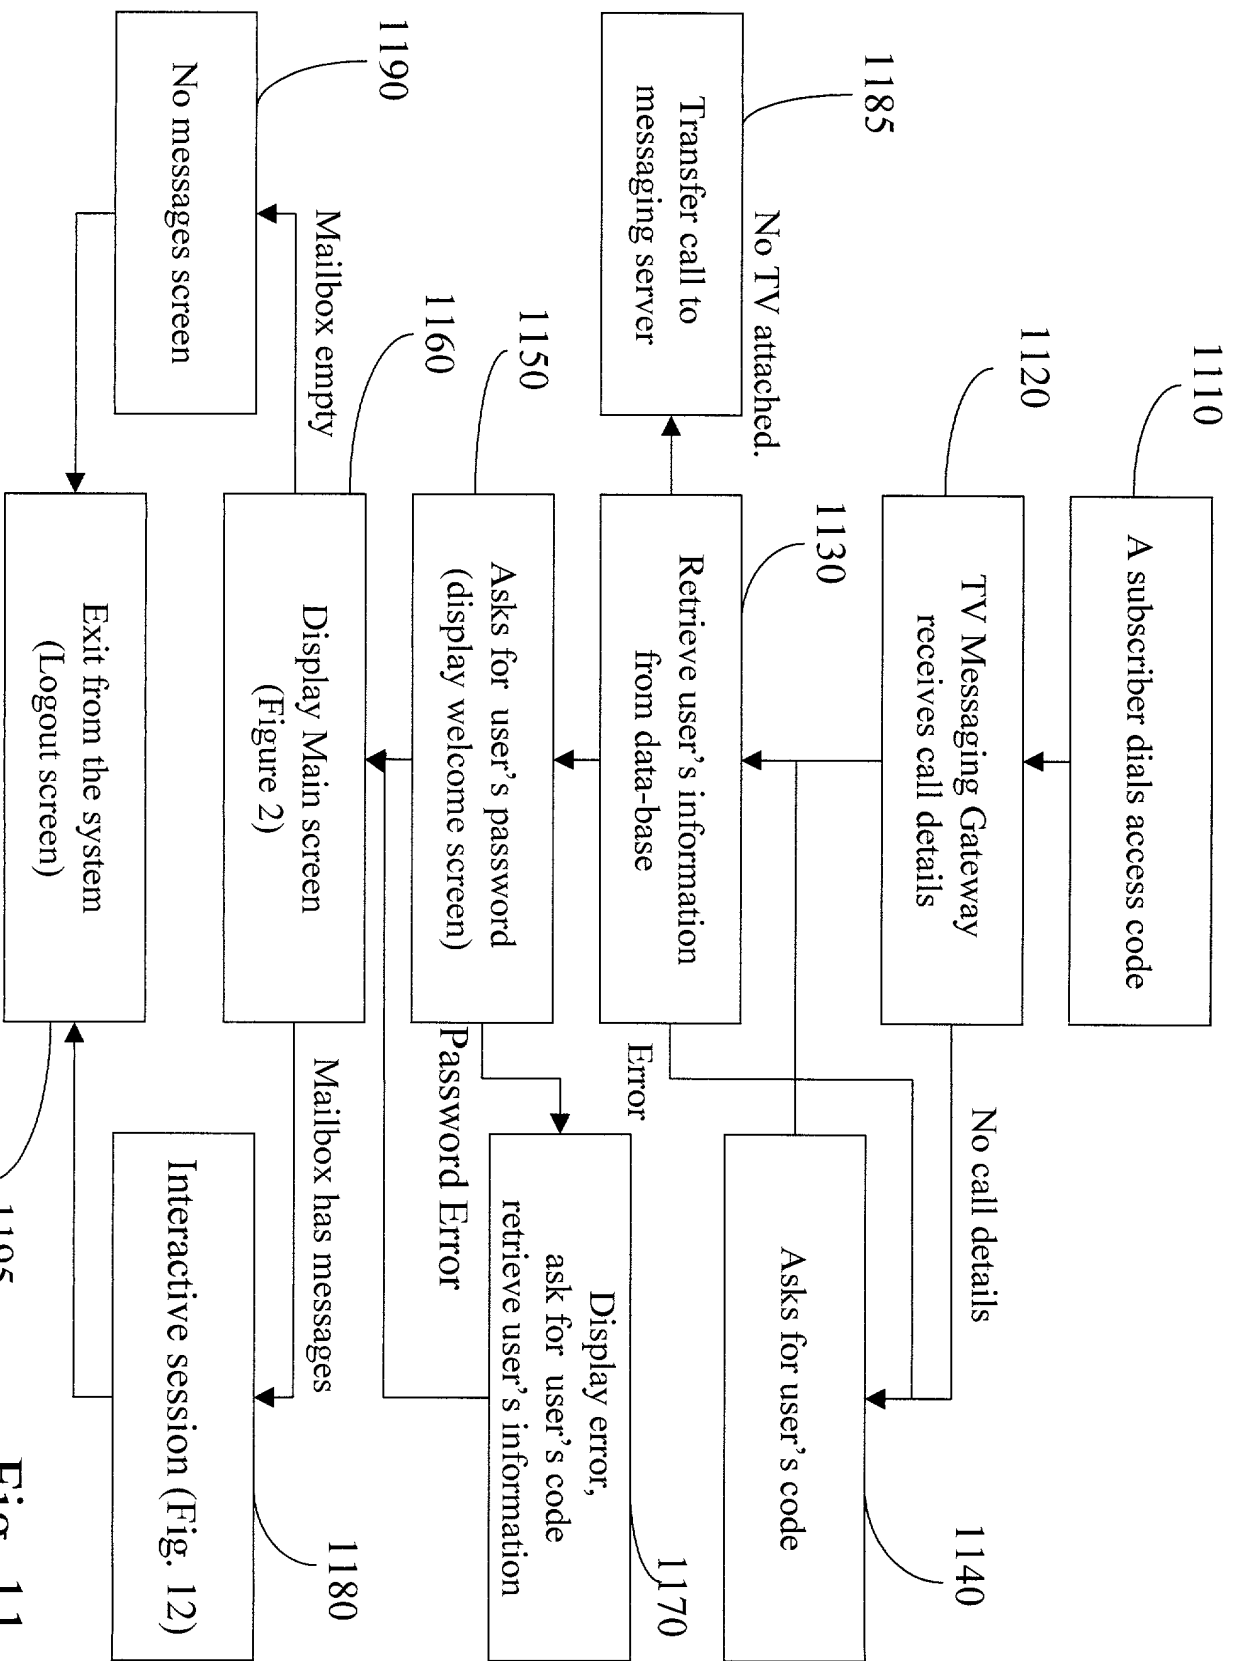 1110
A subscriber dials access code
1120
TV Messaging Gateway
receives call details
No call details
1185
Transfer call to
messaging server
No TV attached.
1130
Retrieve user's information
from data-base
Error
Asks for user's code
1140
1150
Asks for user's password
(display welcome screen)
Password Error
Display error,
ask for user's code
retrieve user's information
1170
1160
Display Main screen
(Figure 2)
Mailbox empty
Mailbox has messages
1190
No messages screen
Interactive session (Fig. 12)
1180
Exit from the system
(Logout screen)
1195
Fig. 11